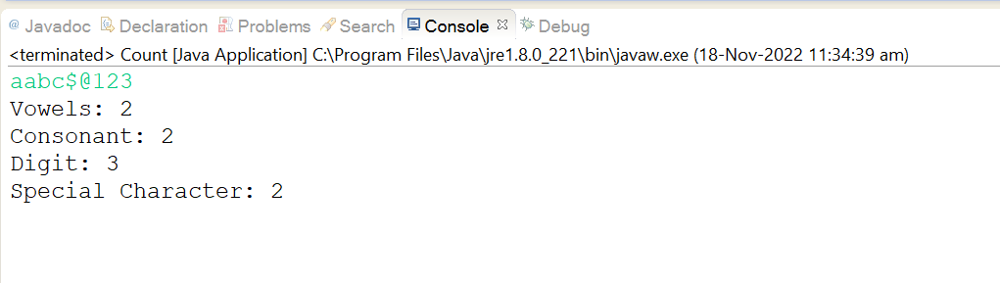 @ Javadoc Declaration Problems Search Console Debug
<terminated> Count [Java Application] C:\Program Files\Java\jre1.8.0_221\bin\javaw.exe (18-Nov-2022 11:34:39 am)
aabc$@123
Vowels: 2
Consonant: 2
Digit: 3
Special Character: 2